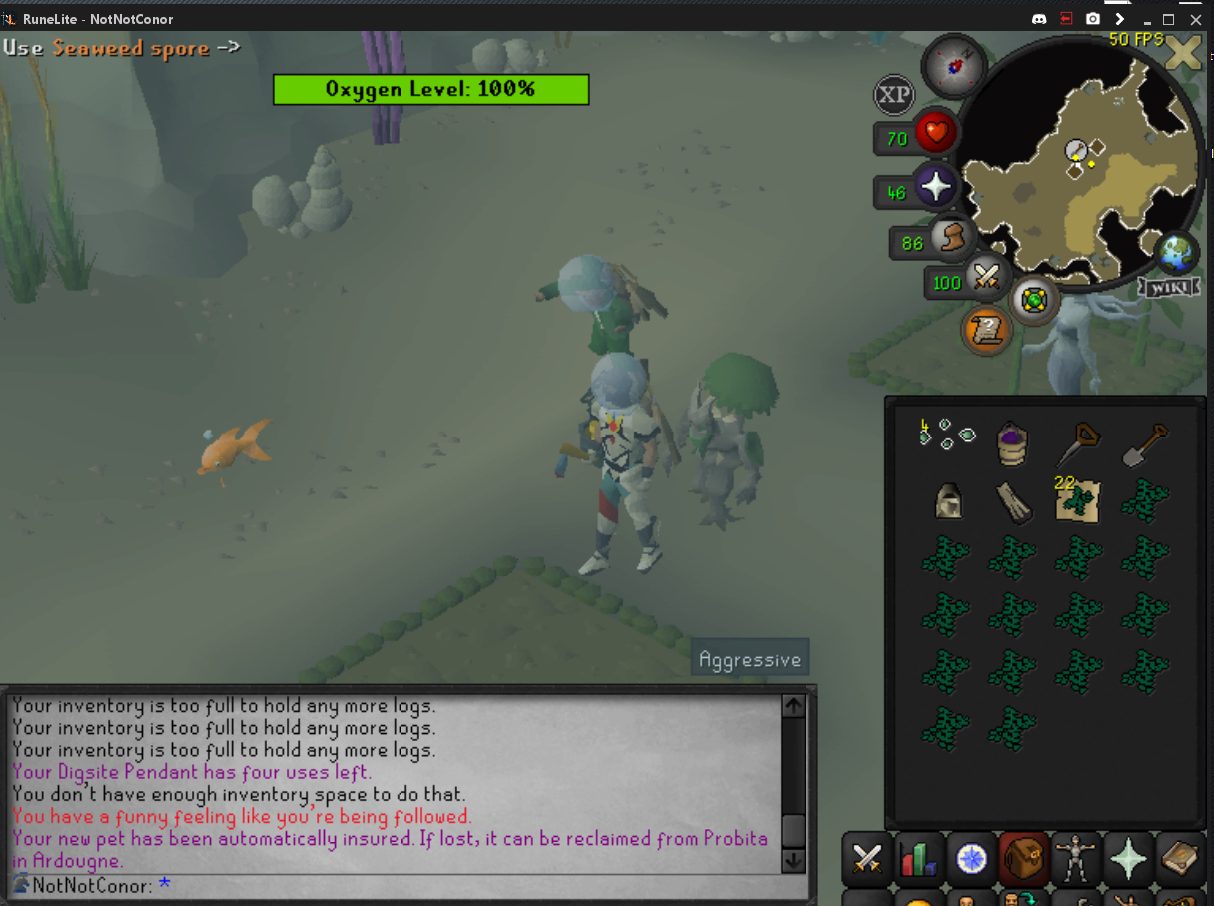 RuneLite - NotNotConor
Use Seaweed spore ->
50 FPS
Oxygen Level: 100%
XP
70
46
86
100
WIKI
?
4
22
Aggressive
Your inventory is too full to hold any more logs.
Your inventory is too full to hold any more logs.
Your inventory is too full to hold any more logs.
Your Digsite Pendant has four uses left.
You don't have enough inventory space to do that.
You have a funny feeling like you're being followed.
Your new pet has been automatically insured. If lost, it can be reclaimed from Probita
in Ardougne.
NotNotConor: *